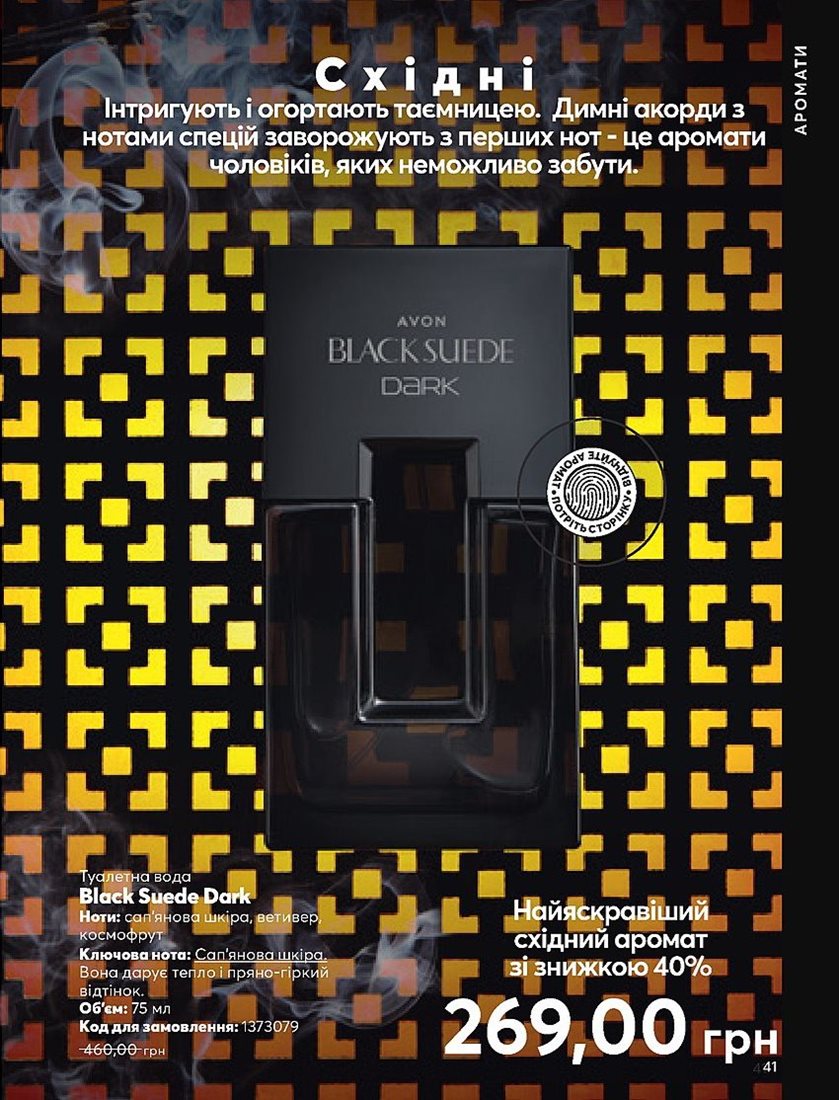 АРОМАТИ
Східні
Інтригують і огортають таємницею. Димні акорди з
нотами спецій заворожують з перших нот - це аромати
чоловіків, яких неможливо забути.
AVON
BLACK SUEDE
DARK
ВІДЧУЙТЕ АРОМАТ • ПОТРІТЬ СТОРІНКУ •
Туалетна вода
Black Suede Dark
Ноти: сап'янова шкіра, ветивер,
космофрут
Ключова нота: Сап'янова шкіра.
Вона дарує тепло і пряно-гіркий
відтінок.
Об'єм: 75 мл
Код для замовлення: 1373079
460,00 грн
Найяскравіший
східний аромат
зі знижкою 40%
269,00 грн
41